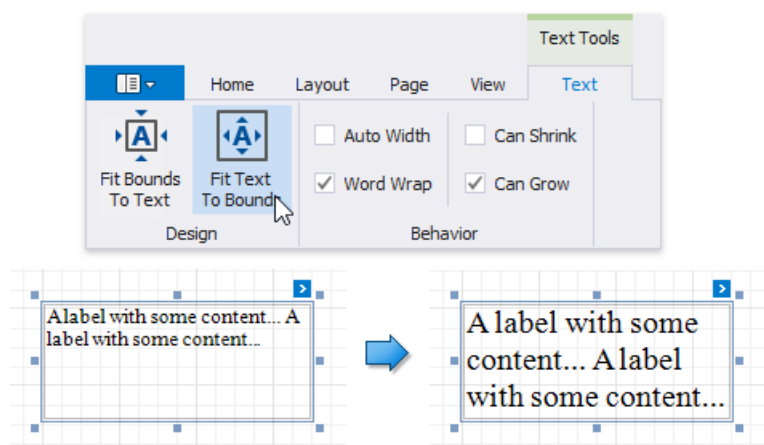 Text Tools
Home Layout Page View Text
A A
Auto Width Can Shrink
Fit Bounds Fit Text
To Text To Bounds
Word Wrap Can Grow
Design Behavior
A label with some content... A
label with some content...
A label with some
content... A label
with some content...